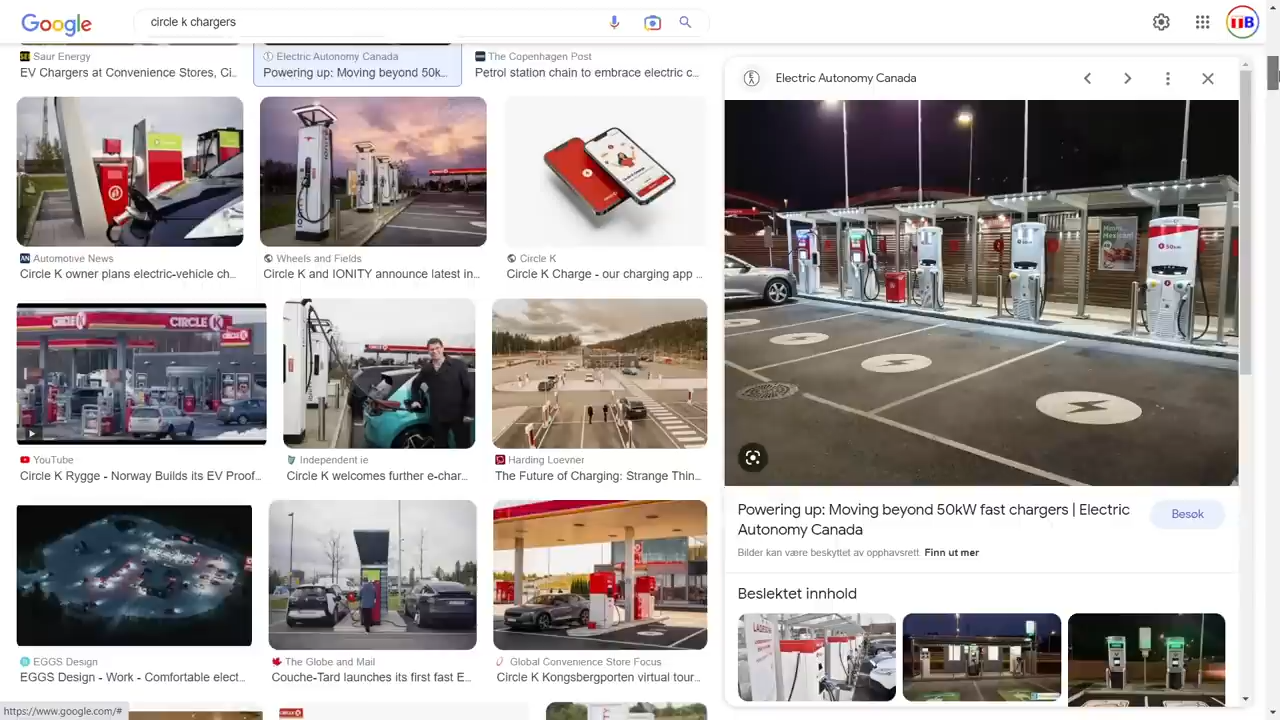 Google
circle k chargers
Saur Energy
EV Chargers at Convenience Stores, Ci...
Electric Autonomy Canada
Powering up: Moving beyond 50k...
The Copenhagen Post
Petrol station chain to embrace electric c...
Electric Autonomy Canada
Automotive News
Circle K owner plans electric-vehicle ch...
Wheels and Fields
Circle K and IONITY announce latest in...
Circle K
Circle K Charge - our charging app ...
CIRCLE K
CIRCLE K
YouTube
Circle K Rygge - Norway Builds its EV Proof...
Independent.ie
Circle K welcomes further e-char...
Harding Loevner
The Future of Charging: Strange Thin...
50kW
Powering up: Moving beyond 50kW fast chargers | Electric
Autonomy Canada
Besøk
Bilder kan være beskyttet av opphavsrett. Finn ut mer
Beslektet innhold
EGGS Design
EGGS Design - Work - Comfortable elect...
The Globe and Mail
Couche-Tard launches its first fast E...
Global Convenience Store Focus
Circle K Kongsbergporten virtual tour...
https://www.google.com/#